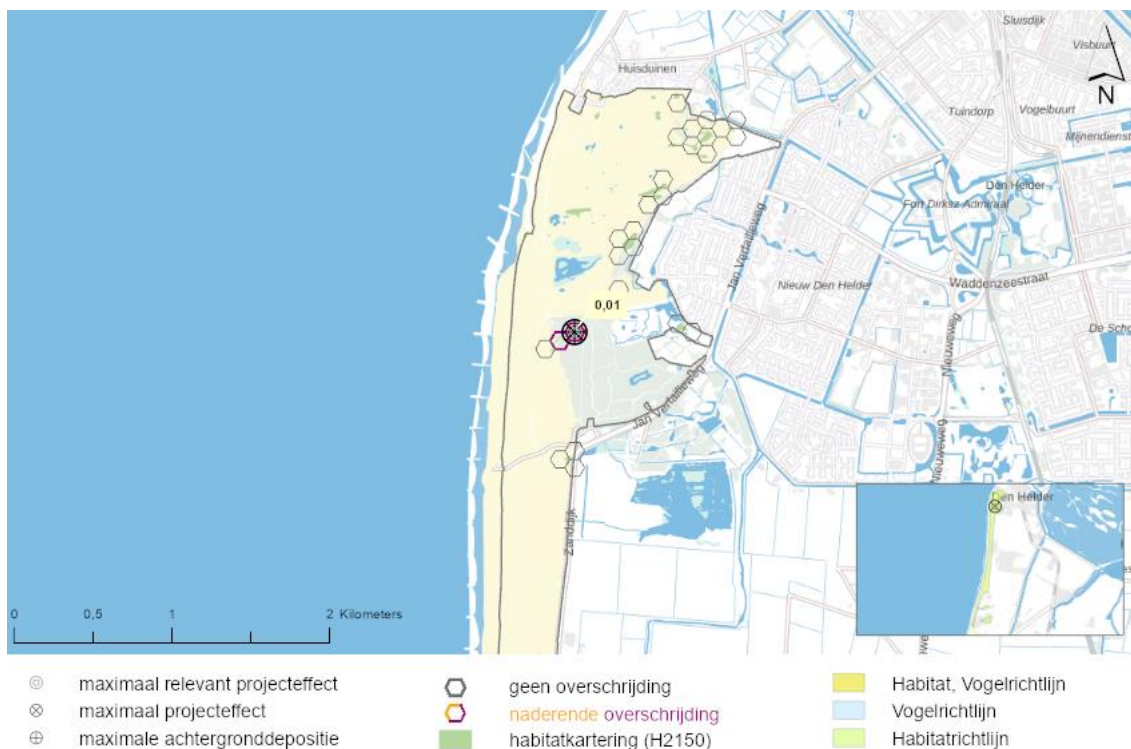 Sluisdijk
Visbuurt
Huisduinen
N
Tuindorp
Vogelbuurt
Mijnendienst
Den Helder
Fort Dirksz Admiraal
Jan Verfailleweg
Waddenzeestraat
Nieuw Den Helder
0,01
De Scho
Nieuweweg
Jan Verfailleweg
Nieuweweg
Den Helder
Zanddijk
0 0,5 1 2 Kilometers
maximaal relevant projecteffect
geen overschrijding
Habitat, Vogelrichtlijn
maximaal projecteffect
naderende overschrijding
Vogelrichtlijn
maximale achtergronddepositie
habitatkartering (H2150)
Habitatrichtlijn